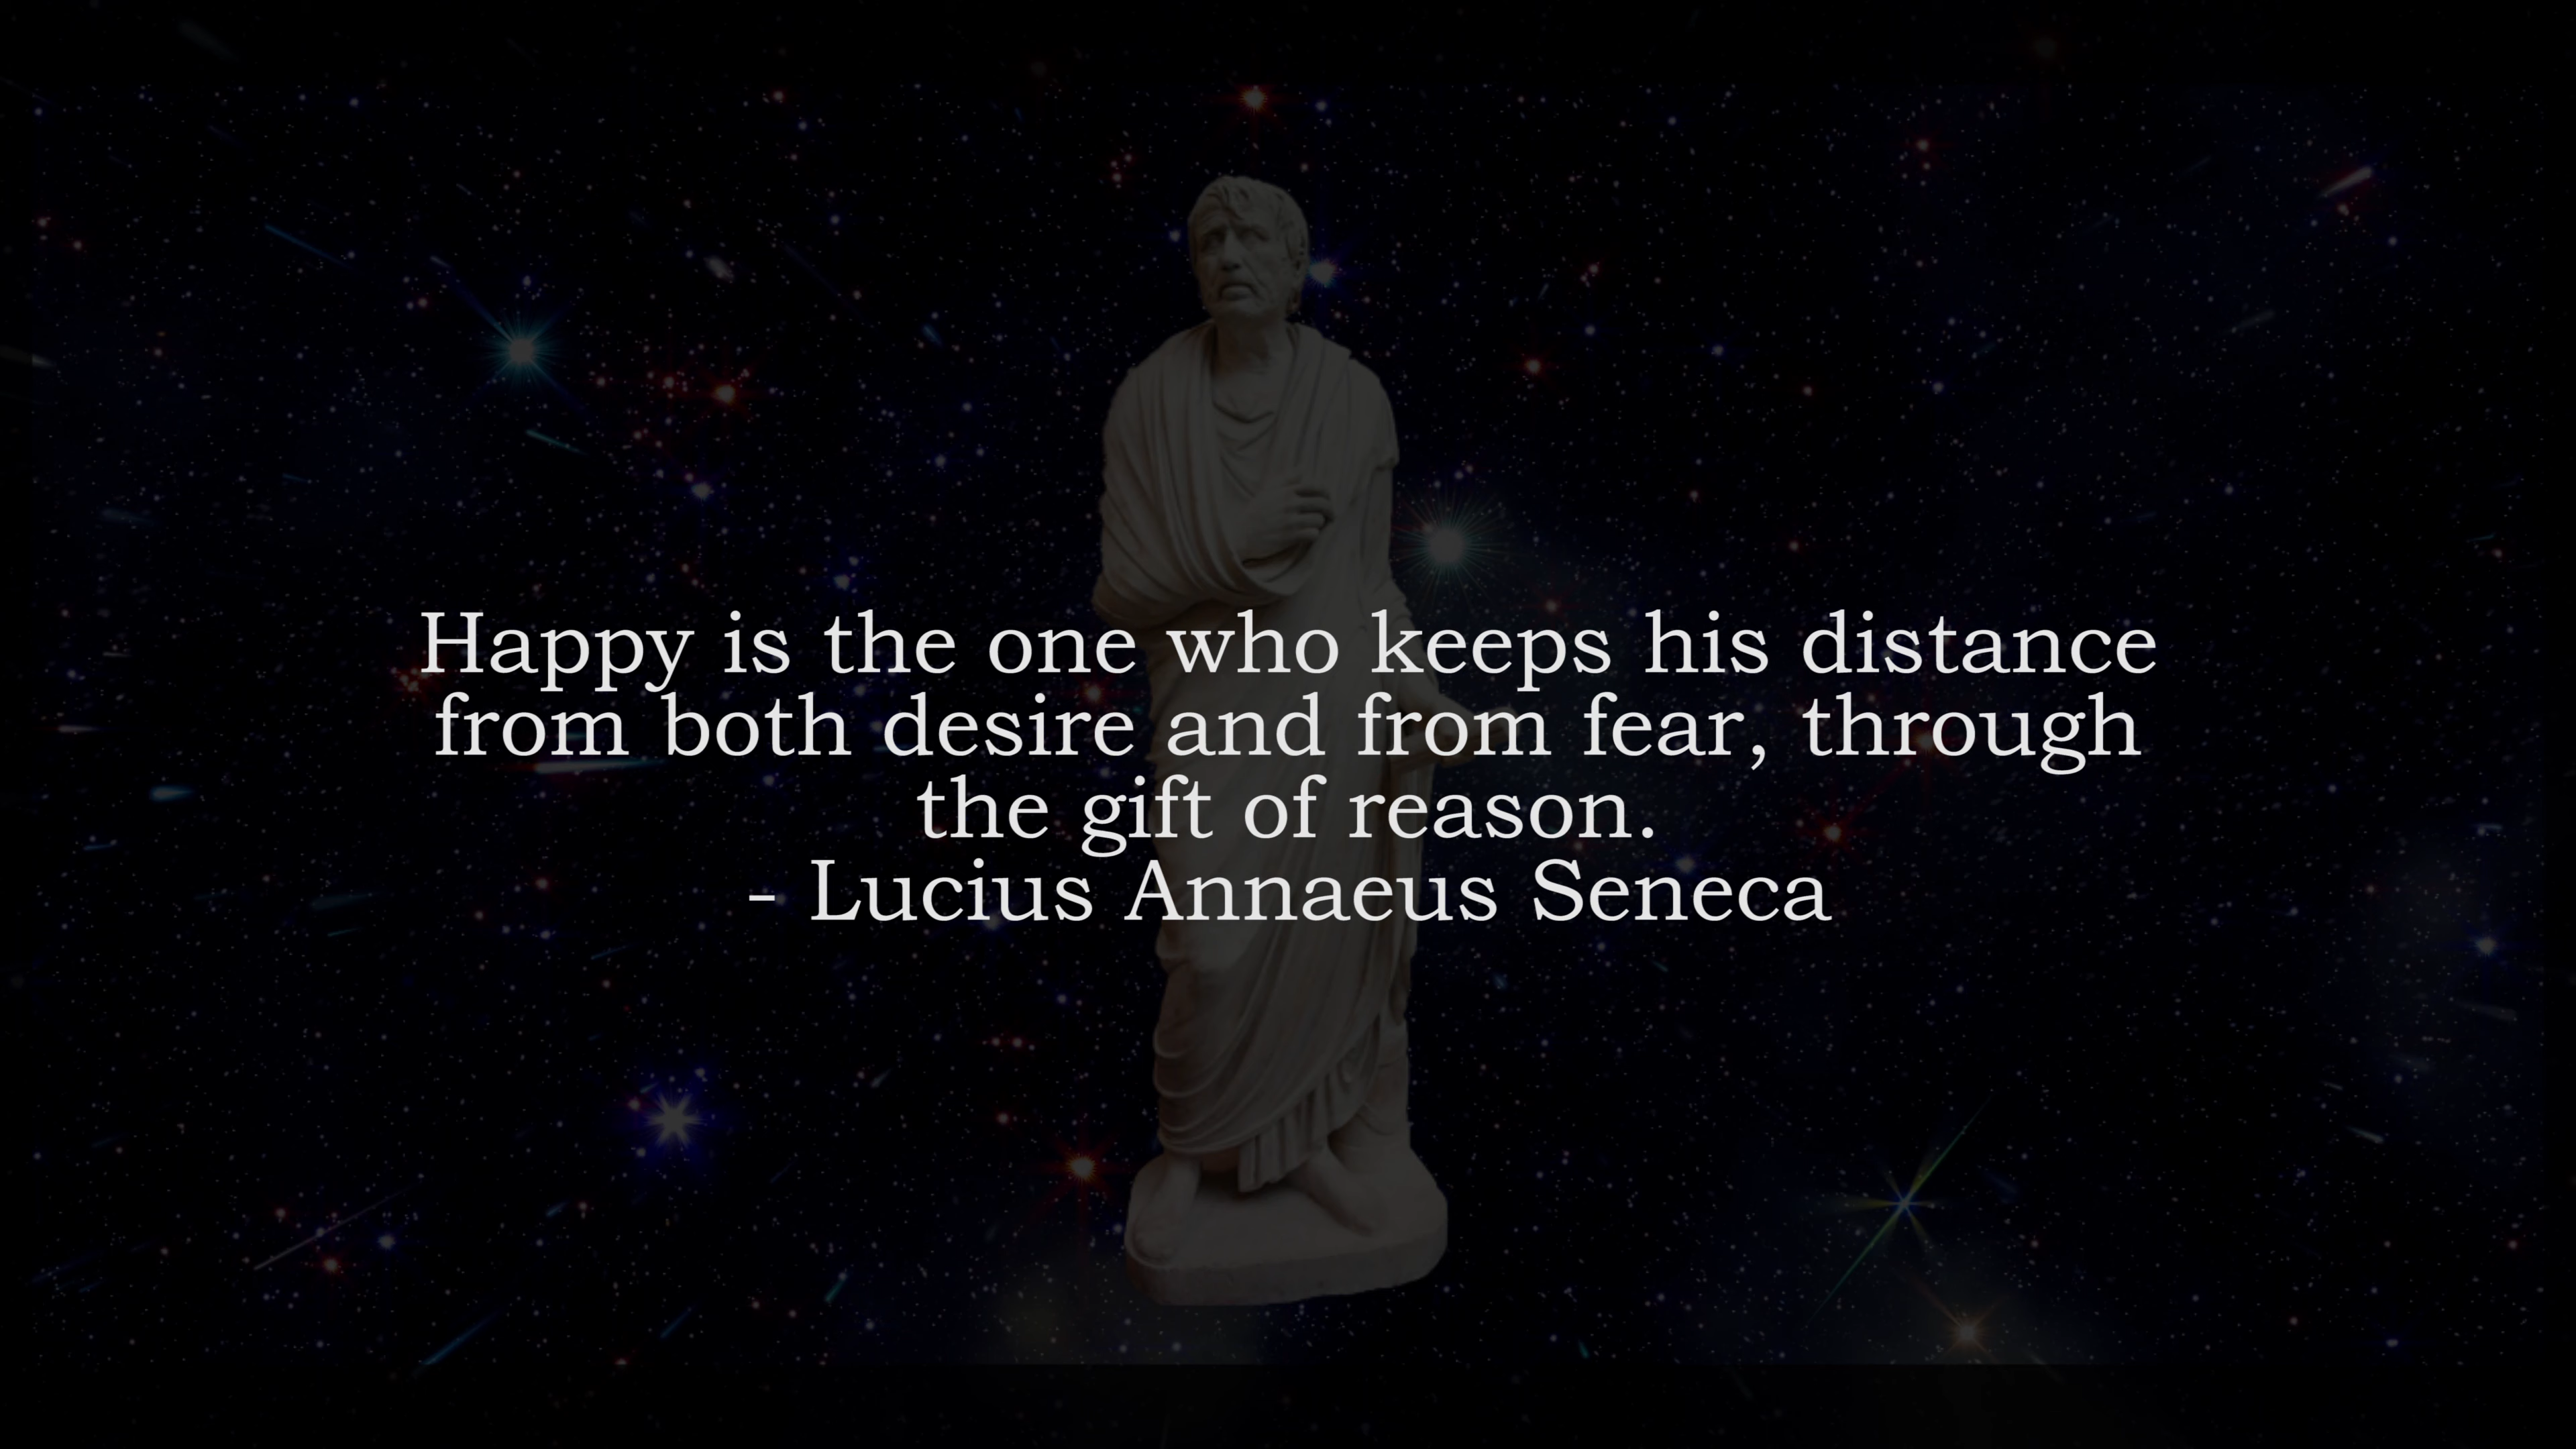 Happy is the one who keeps his distance
from both desire and from fear, through
the gift of reason.
- Lucius Annaeus Seneca